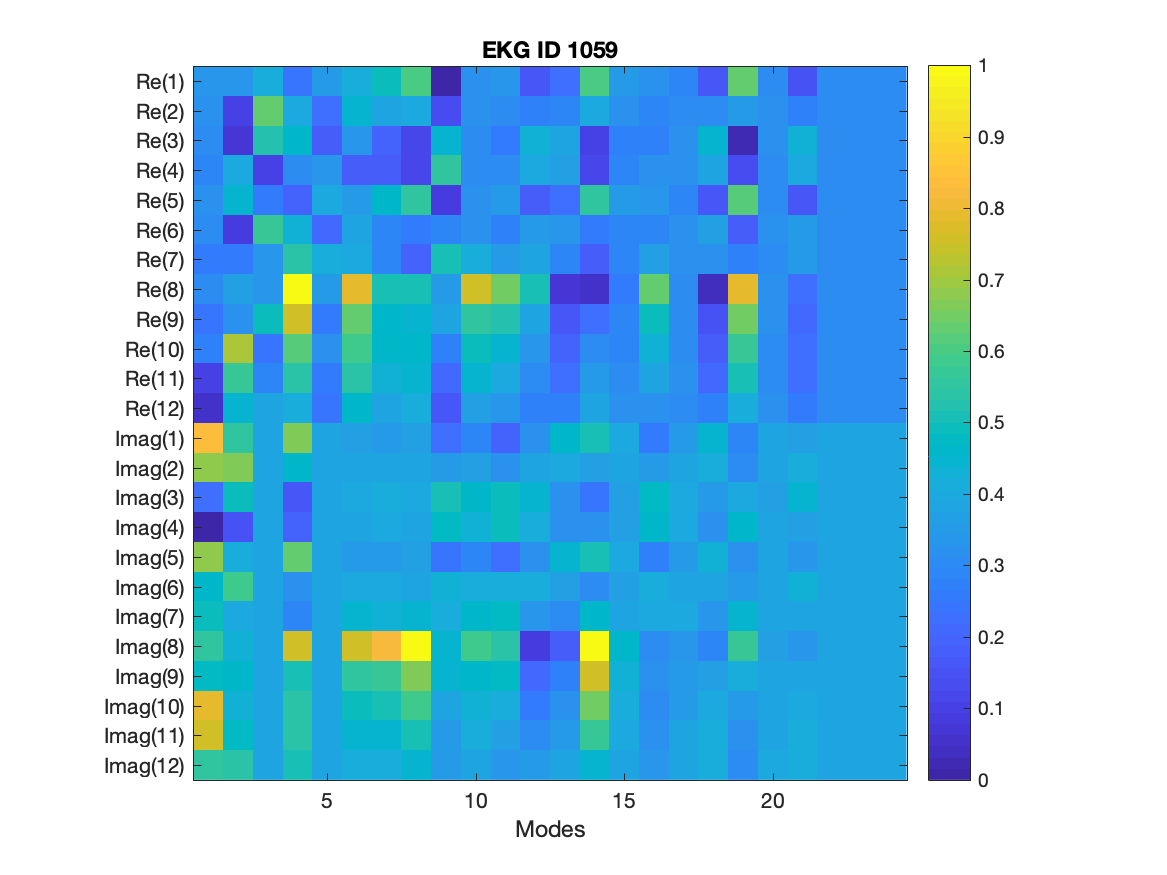 EKG ID 1059
Re(1)
Re(2)
Re(3)
Re(4)
Re(5)
Re(6)
Re(7)
Re(8)
Re(9)
Re(10)
Re(11)
Re(12)
Imag(1)
Imag(2)
Imag(3)
Imag(4)
Imag(5)
Imag(6)
Imag(7)
Imag(8)
Imag(9)
Imag(10)
Imag(11)
Imag(12)
5 10 15 20
Modes
1
0.9
0.8
0.7
0.6
0.5
0.4
0.3
0.2
0.1
0